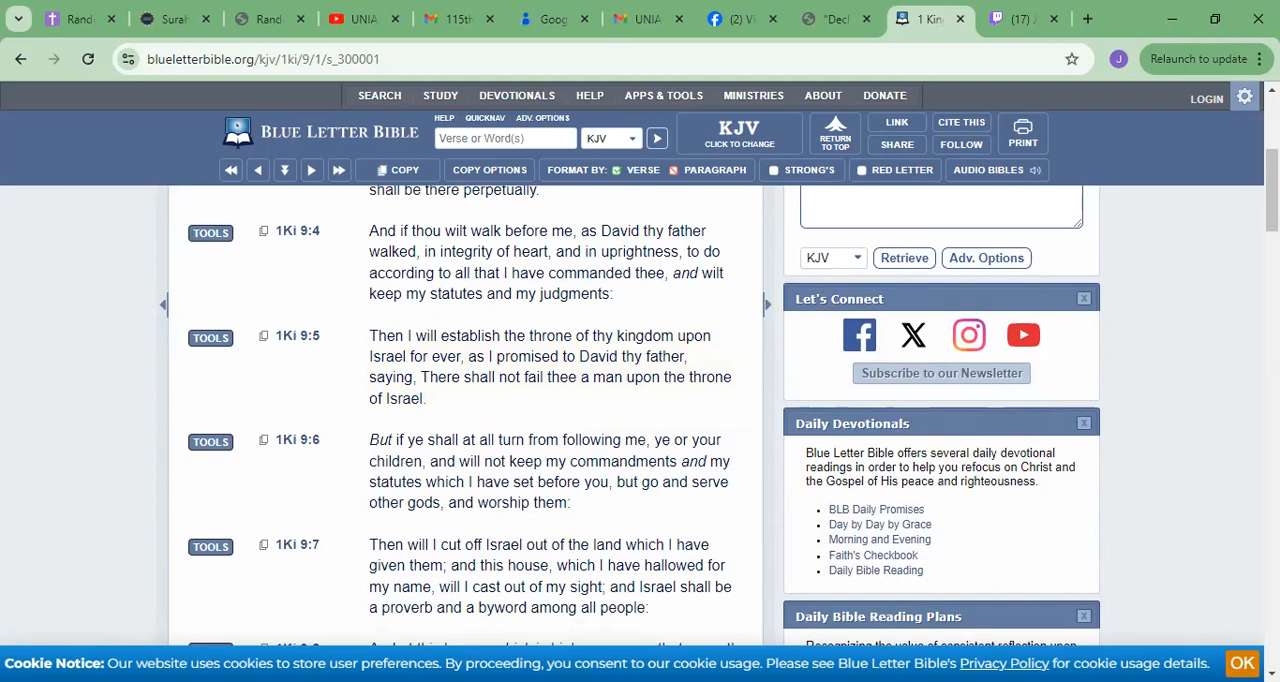 Rando
Surah
Rando
UNIA
115th
Goog
UNIA
(2) Vi
"Decl
1 Kin
(17) J
blueletterbible.org/kjv/1ki/9/1/s_300001
J
Relaunch to update
SEARCH STUDY DEVOTIONALS HELP APPS & TOOLS MINISTRIES ABOUT DONATE
LOGIN
BLUE LETTER BIBLE
HELP QUICKNAV ADV. OPTIONS
Verse or Word(s) KJV
KJV
CLICK TO CHANGE
RETURN
TO TOP
LINK CITE THIS
SHARE FOLLOW
PRINT
COPY COPY OPTIONS FORMAT BY: VERSE PARAGRAPH STRONG'S RED LETTER AUDIO BIBLES
shall be there perpetually.
TOOLS 1Ki 9:4 And if thou wilt walk before me, as David thy father
walked, in integrity of heart, and in uprightness, to do
according to all that I have commanded thee, and wilt
keep my statutes and my judgments:
TOOLS 1Ki 9:5 Then I will establish the throne of thy kingdom upon
Israel for ever, as I promised to David thy father,
saying, There shall not fail thee a man upon the throne
of Israel.
TOOLS 1Ki 9:6 But if ye shall at all turn from following me, ye or your
children, and will not keep my commandments and my
statutes which I have set before you, but go and serve
other gods, and worship them:
TOOLS 1Ki 9:7 Then will I cut off Israel out of the land which I have
given them; and this house, which I have hallowed for
my name, will I cast out of my sight; and Israel shall be
a proverb and a byword among all people:
KJV Retrieve Adv. Options
Let's Connect
Subscribe to our Newsletter
Daily Devotionals
Blue Letter Bible offers several daily devotional
readings in order to help you refocus on Christ and
the Gospel of His peace and righteousness.
BLB Daily Promises
Day by Day by Grace
Morning and Evening
Faith's Checkbook
Daily Bible Reading
Daily Bible Reading Plans
Recognizing the value of consistent reflection upon
Cookie Notice: Our website uses cookies to store user preferences. By proceeding, you consent to our cookie usage. Please see Blue Letter Bible's Privacy Policy for cookie usage details. OK